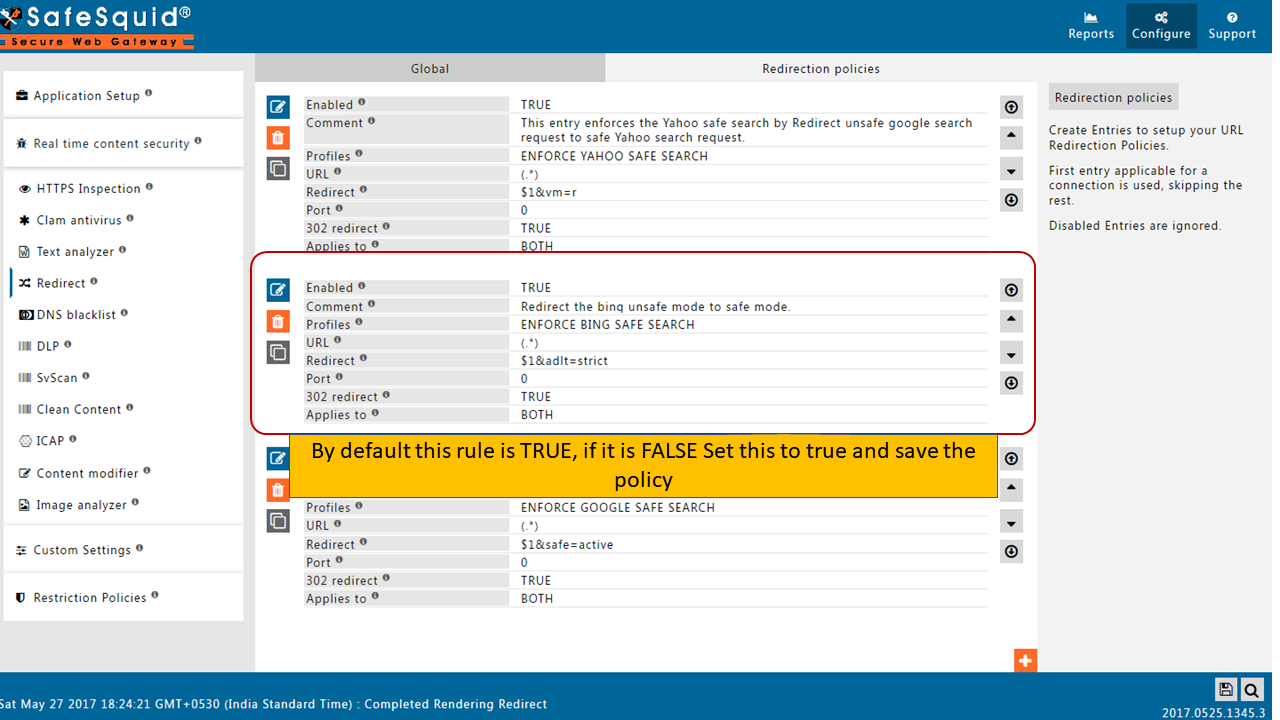 SafeSquid®
Secure Web Gateway
Reports
Configure
Support
Application Setup
Real time content security
HTTPS Inspection
Clam antivirus
Text analyzer
Redirect
DNS blacklist
DLP
SvScan
Clean Content
ICAP
Content modifier
Image analyzer
Custom Settings
Restriction Policies
Global
Redirection policies
Enabled TRUE
Comment This entry enforces the Yahoo safe search by Redirect unsafe google search
request to safe Yahoo search request.
Profiles ENFORCE YAHOO SAFE SEARCH
URL (.*)
Redirect $1&vm=r
Port 0
302 redirect TRUE
Applies to BOTH
Enabled TRUE
Comment Redirect the bing unsafe mode to safe mode.
Profiles ENFORCE BING SAFE SEARCH
URL (.*)
Redirect $1&adlt=strict
Port 0
302 redirect TRUE
Applies to BOTH
By default this rule is TRUE, if it is FALSE Set this to true and save the
policy
Profiles ENFORCE GOOGLE SAFE SEARCH
URL (.*)
Redirect $1&safe=active
Port 0
302 redirect TRUE
Applies to BOTH
Redirection policies
Create Entries to setup your URL
Redirection Policies.
First entry applicable for a
connection is used, skipping the
rest.
Disabled Entries are ignored.
Sat May 27 2017 18:24:21 GMT+0530 (India Standard Time) : Completed Rendering Redirect
2017.0525.1345.3